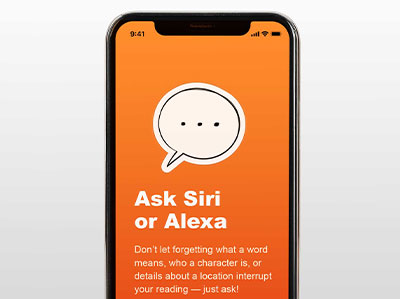 9:41
Ask Siri
or Alexa
Don't let forgetting what a word
means, who a character is, or
details about a location interrupt
your reading — just ask!